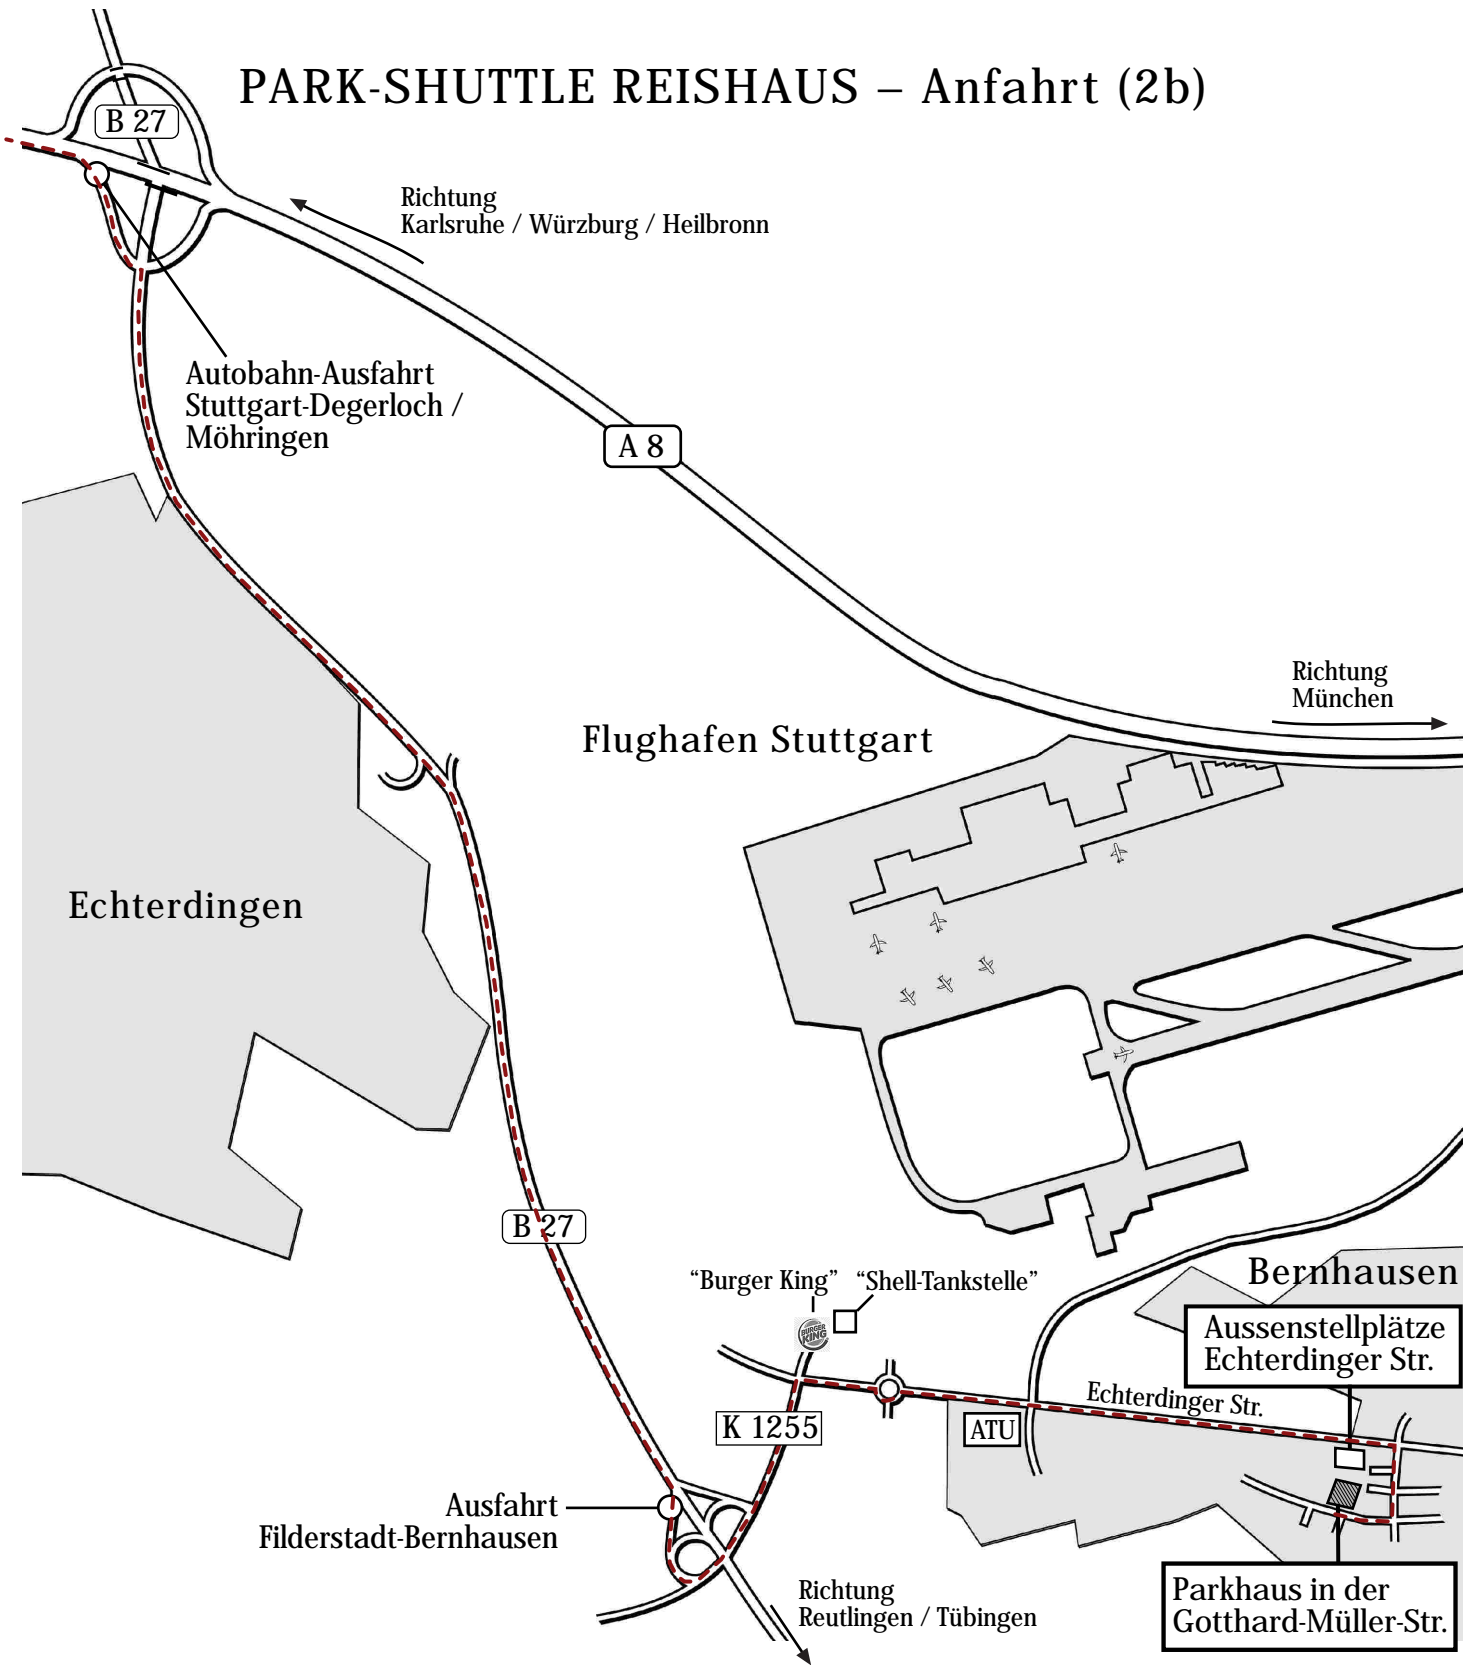 PARK-SHUTTLE REISHAUS – Anfahrt (2b)
B 27
Richtung
Karlsruhe / Würzburg / Heilbronn
Autobahn-Ausfahrt
Stuttgart-Degerloch /
Möhringen
A 8
Richtung
München
Flughafen Stuttgart
Echterdingen
B 27
“Burger King” “Shell-Tankstelle”
BURGER
KING
Bernhausen
Aussenstellplätze
Echterdinger Str.
Echterdinger Str.
K 1255
ATU
Ausfahrt
Filderstadt-Bernhausen
Richtung
Reutlingen / Tübingen
Parkhaus in der
Gotthard-Müller-Str.